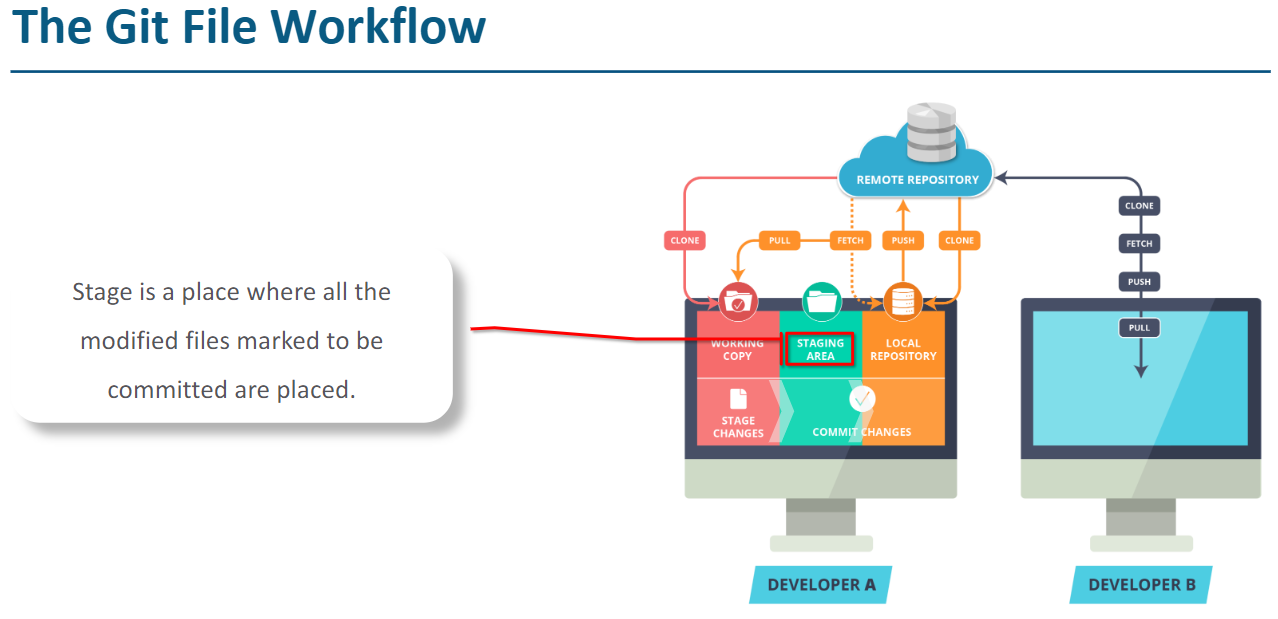 The Git File Workflow
Stage is a place where all the
modified files marked to be
committed are placed.
REMOTE REPOSITORY
CLONE
PULL
FETCH
PUSH
CLONE
WORKING
COPY
STAGING
AREA
LOCAL
REPOSITORY
STAGE
CHANGES
COMMIT CHANGES
DEVELOPER A
CLONE
FETCH
PUSH
PULL
DEVELOPER B